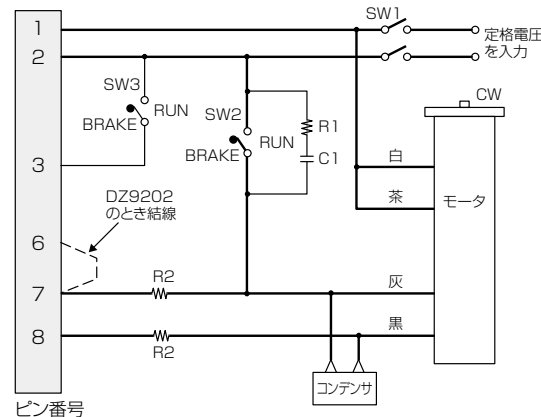 SW1
1
定格電圧
を入力
2
SW3
RUN
BRAKE
SW2
RUN
BRAKE
R1
C1
CW
3
白
茶
モータ
DZ9202
のとき結線
6
R2
灰
7
8
R2
黒
コンデンサ
ピン番号